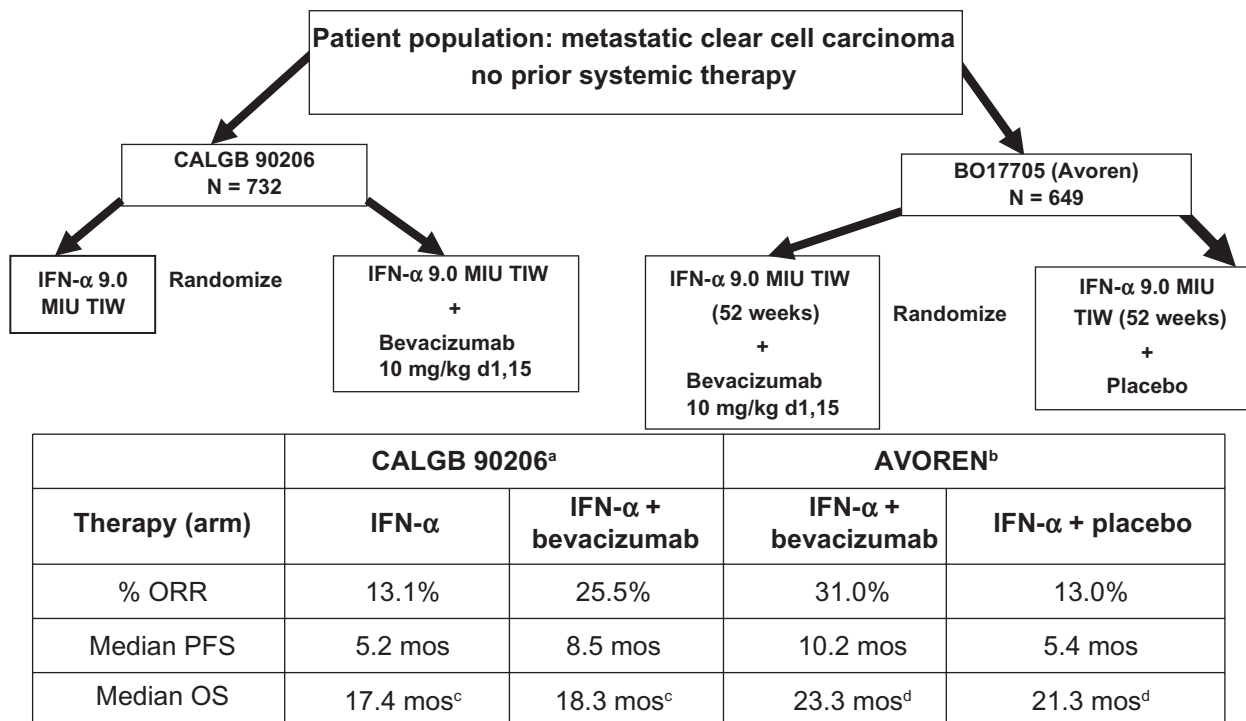 Patient population: metastatic clear cell carcinoma
no prior systemic therapy
CALGB 90206
N = 732
BO17705 (Avoren)
N = 649
IFN-α 9.0
MIU TIW
Randomize
IFN-α 9.0 MIU TIW
+
Bevacizumab
10 mg/kg d1,15
IFN-α 9.0 MIU TIW
(52 weeks)
+
Bevacizumab
10 mg/kg d1,15
Randomize
IFN-α 9.0 MIU
TIW (52 weeks)
+
Placebo
CALGB 90206ᵃ AVORENᵇ
Therapy (arm) IFN-α IFN-α + bevacizumab IFN-α + bevacizumab IFN-α + placebo
% ORR 13.1% 25.5% 31.0% 13.0%
Median PFS 5.2 mos 8.5 mos 10.2 mos 5.4 mos
Median OS 17.4 mosᶜ 18.3 mosᶜ 23.3 mosᵈ 21.3 mosᵈ